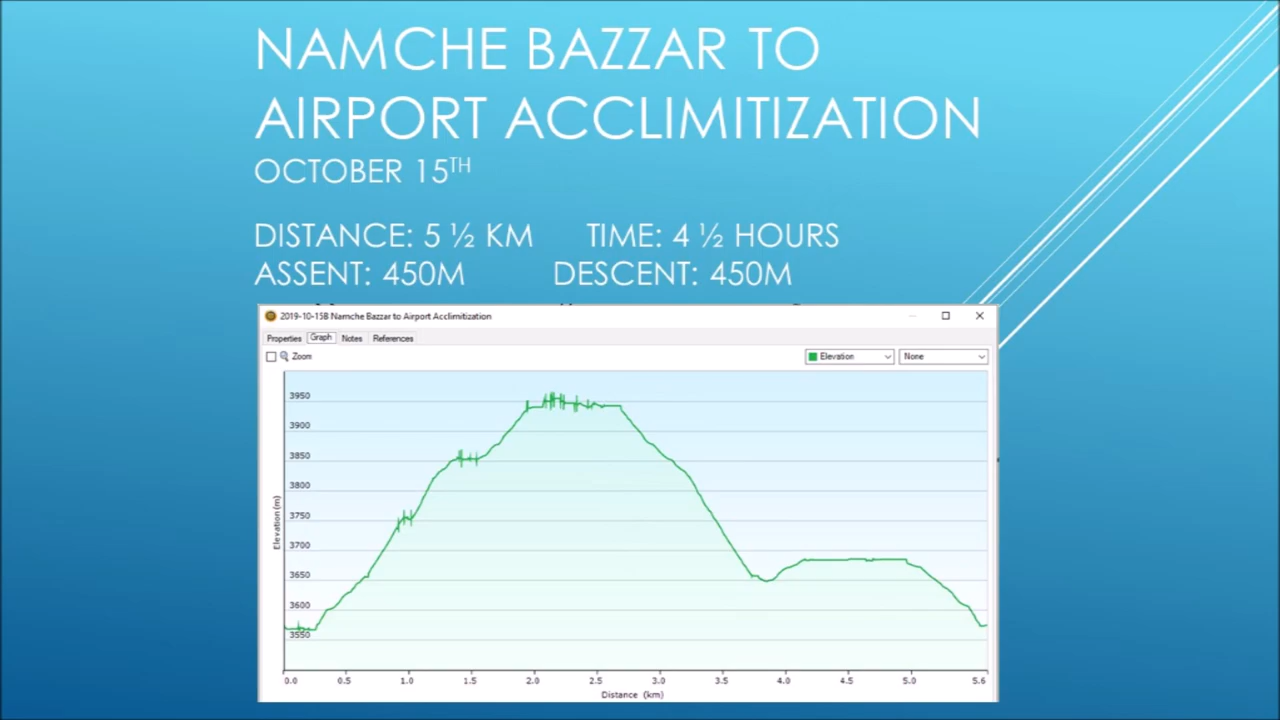 NAMCHE BAZZAR TO
AIRPORT ACCLIMITIZATION
OCTOBER 15TH
DISTANCE: 5 ½ KM TIME: 4 ½ HOURS
ASSENT: 450M DESCENT: 450M
2019-10-15B Namche Bazzar to Airport Acclimitization
Properties Graph Notes References
Zoom Elevation None
3950
3900
3850
3800
3750
3700
3650
3600
3550
Elevation (m)
0.0 0.5 1.0 1.5 2.0 2.5 3.0 3.5 4.0 4.5 5.0 5.6
Distance (km)